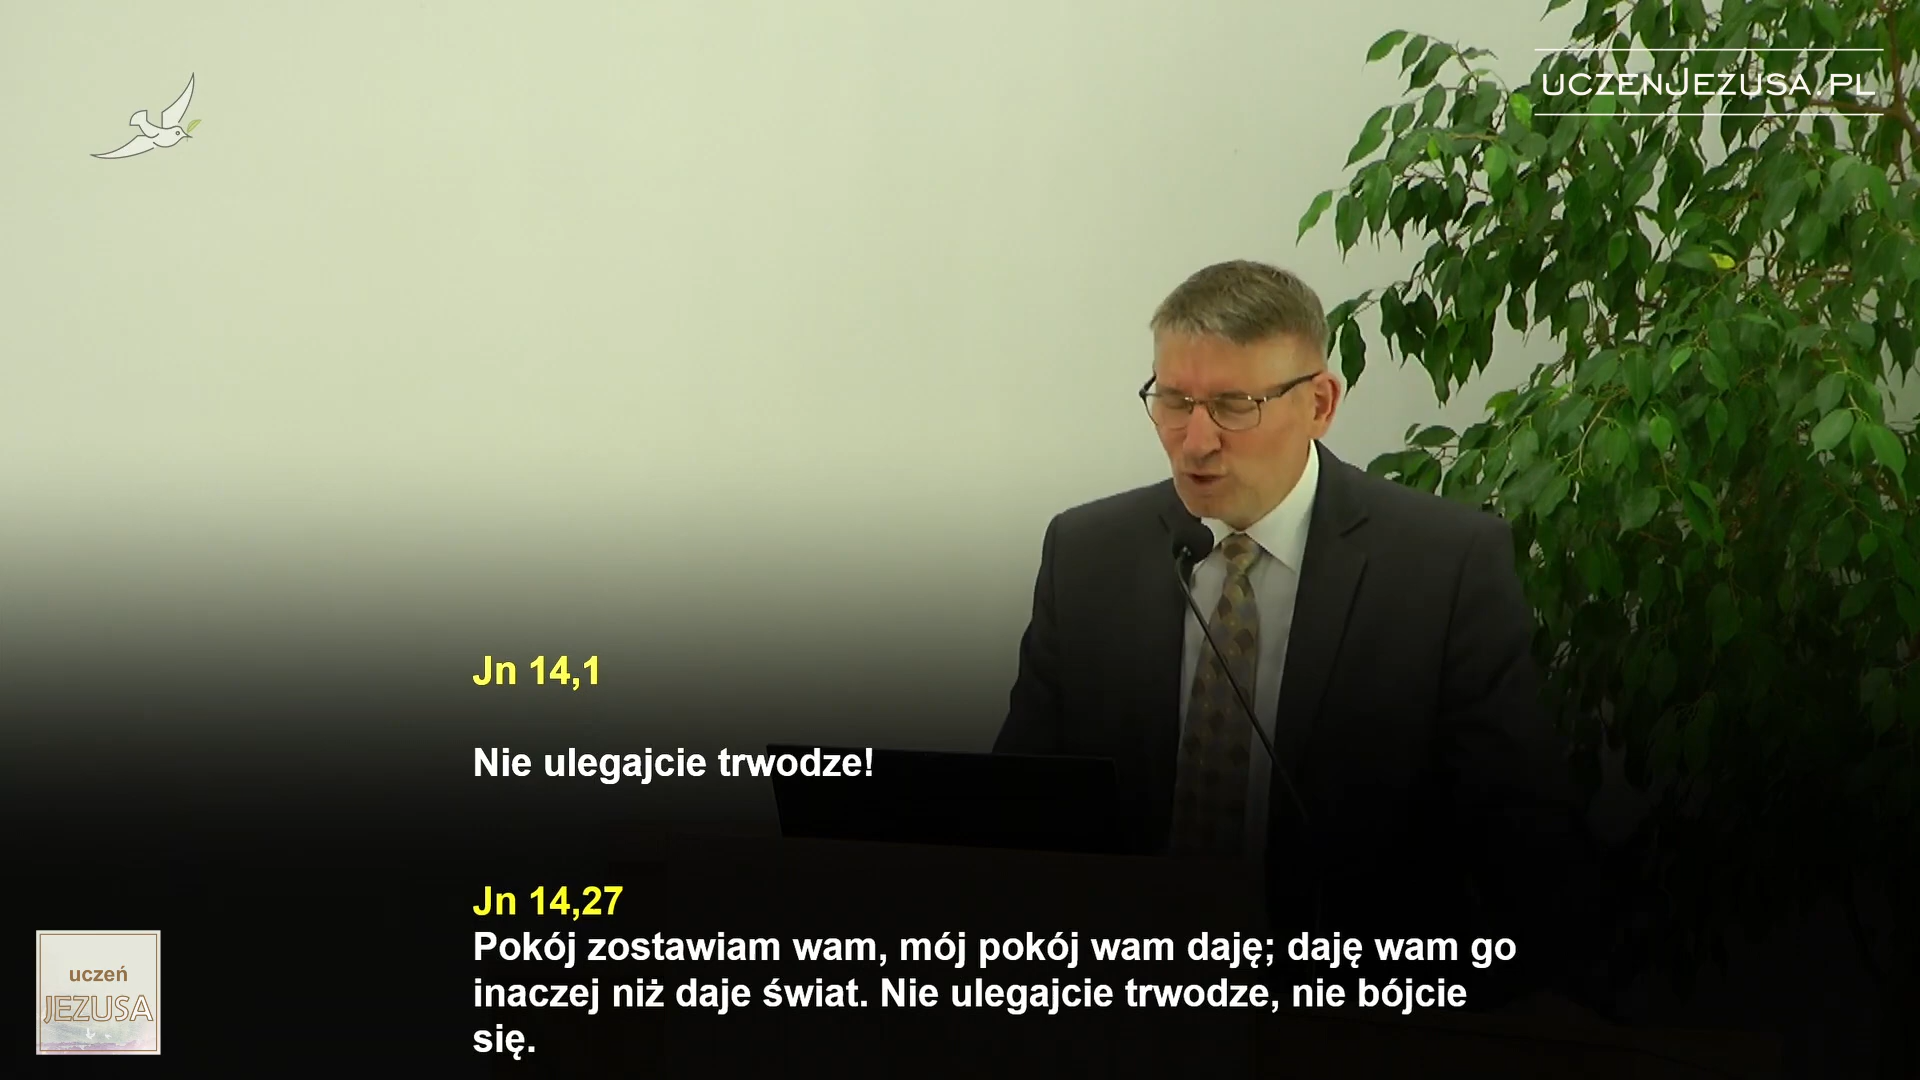 UCZENJEZUSA.PL
Jn 14,1
Nie ulegajcie trwodze!
Jn 14,27
Pokój zostawiam wam, mój pokój wam daję; daję wam go
inaczej niż daje świat. Nie ulegajcie trwodze, nie bójcie
się.
uczeń
JEZUSA